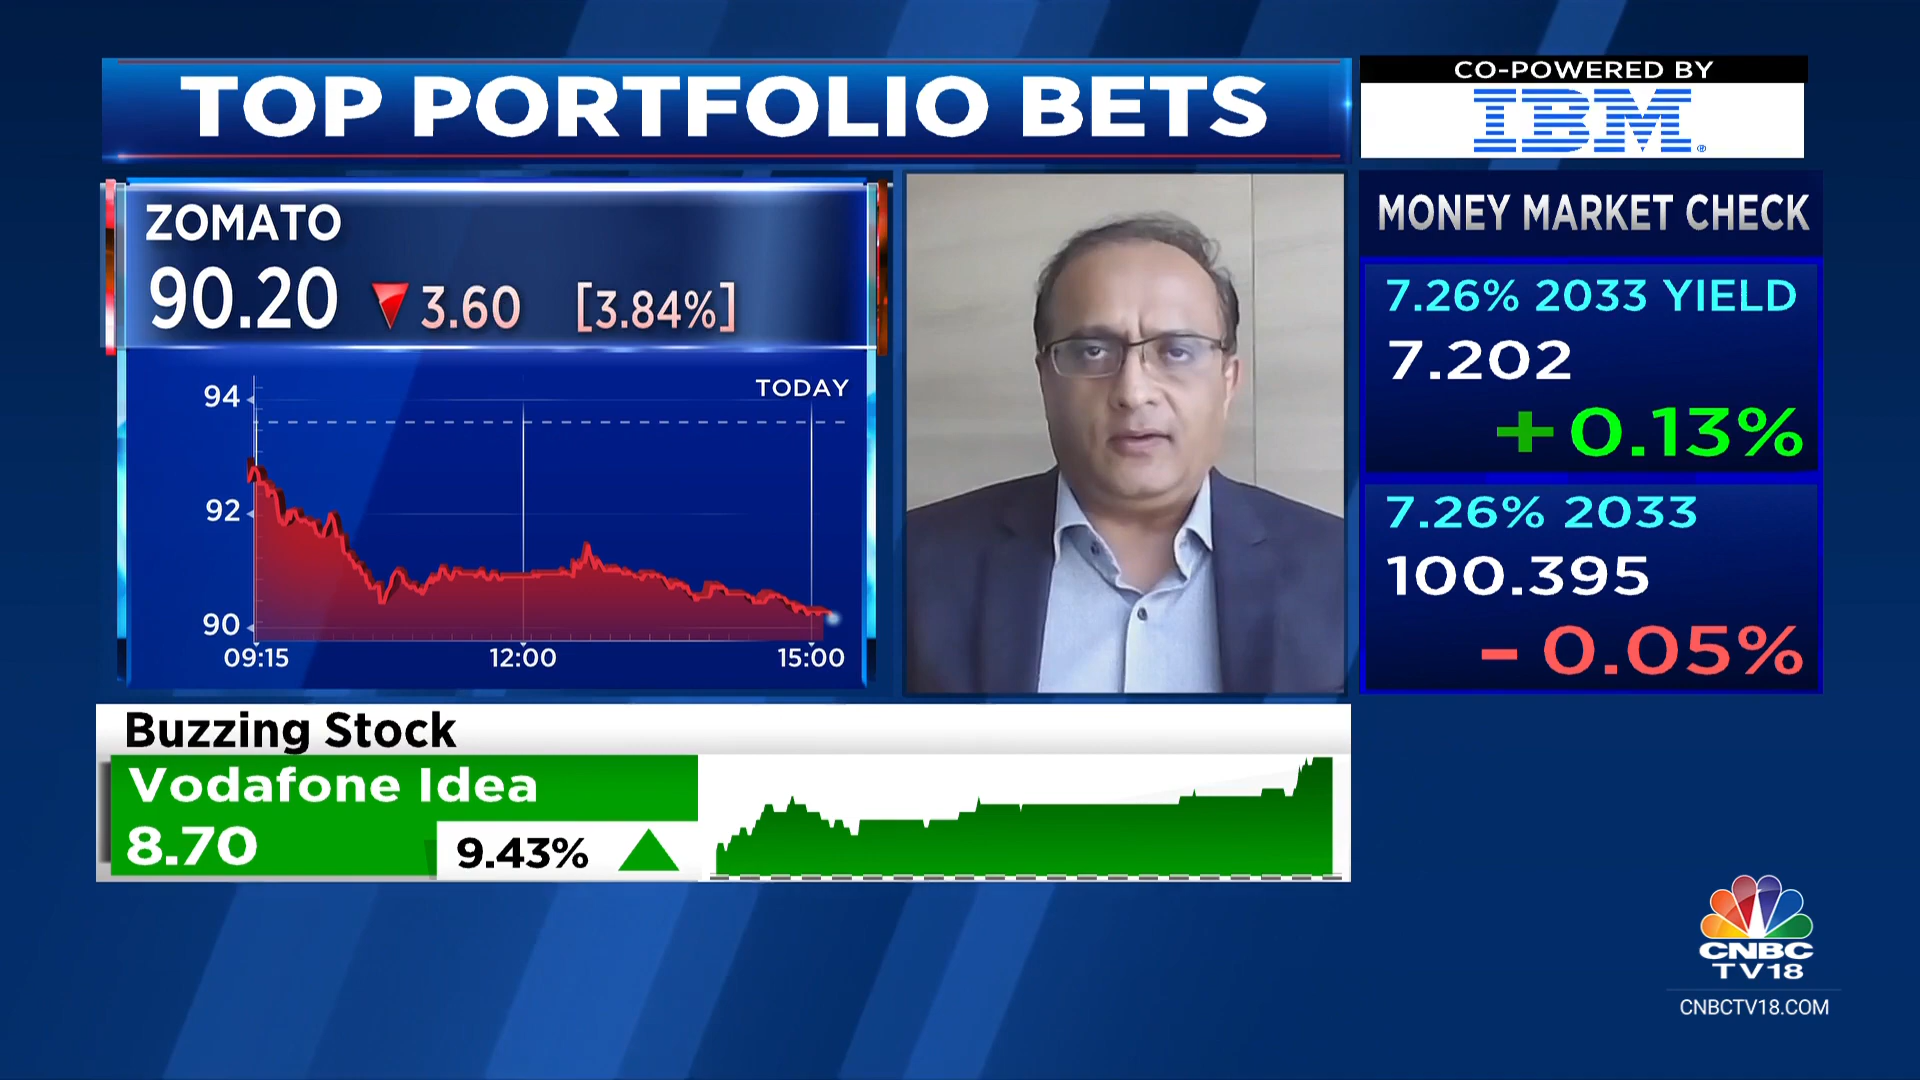 TOP PORTFOLIO BETS
CO-POWERED BY
IBM®
ZOMATO
90.20 ▼ 3.60 [3.84%]
TODAY
94
92
90
09:15 12:00 15:00
MONEY MARKET CHECK
7.26% 2033 YIELD
7.202
+0.13%
7.26% 2033
100.395
- 0.05%
Buzzing Stock
Vodafone Idea
8.70
9.43% ▲
CNBC
TV18
CNBCTV18.COM